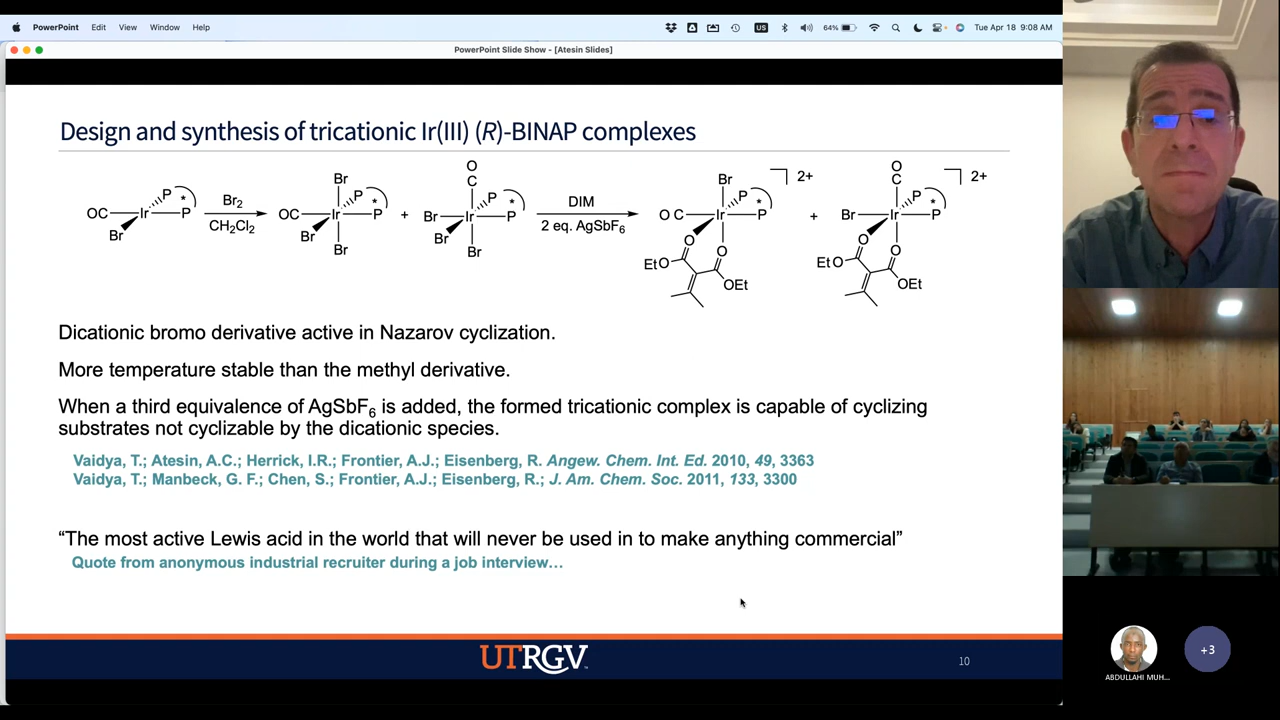 PowerPoint Edit View Window Help US 64% Tue Apr 18 9:08 AM
PowerPoint Slide Show - [Atesin Slides]
Design and synthesis of tricationic Ir(III) (R)-BINAP complexes
OC Ir P P * Br
Br2
CH2Cl2
Br OC Ir P P * Br Br
+
O C Br Ir P P * Br Br
DIM
2 eq. AgSbF6
Br O C Ir P P * O O EtO OEt 2+
+
O C Br Ir P P * O O EtO OEt 2+
Dicationic bromo derivative active in Nazarov cyclization.
More temperature stable than the methyl derivative.
When a third equivalence of AgSbF6 is added, the formed tricationic complex is capable of cyclizing
substrates not cyclizable by the dicationic species.
Vaidya, T.; Atesin, A.C.; Herrick, I.R.; Frontier, A.J.; Eisenberg, R. Angew. Chem. Int. Ed. 2010, 49, 3363
Vaidya, T.; Manbeck, G. F.; Chen, S.; Frontier, A.J.; Eisenberg, R.; J. Am. Chem. Soc. 2011, 133, 3300
“The most active Lewis acid in the world that will never be used in to make anything commercial”
Quote from anonymous industrial recruiter during a job interview…
UTRGV
10
+3
ABDULLAHI MUH...